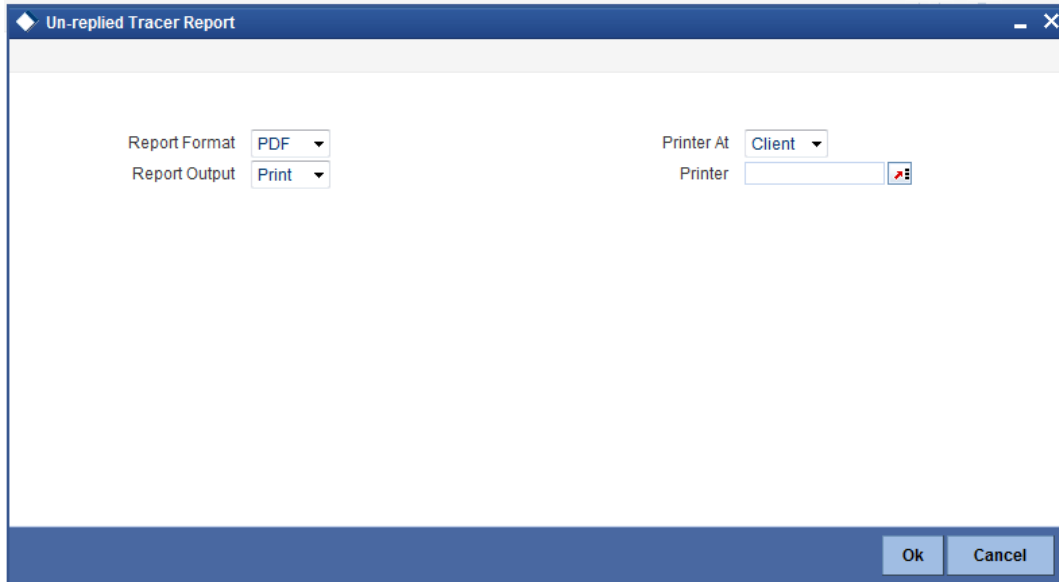 Un-replied Tracer Report
Report Format PDF Printer At Client
Report Output Print Printer
Ok Cancel